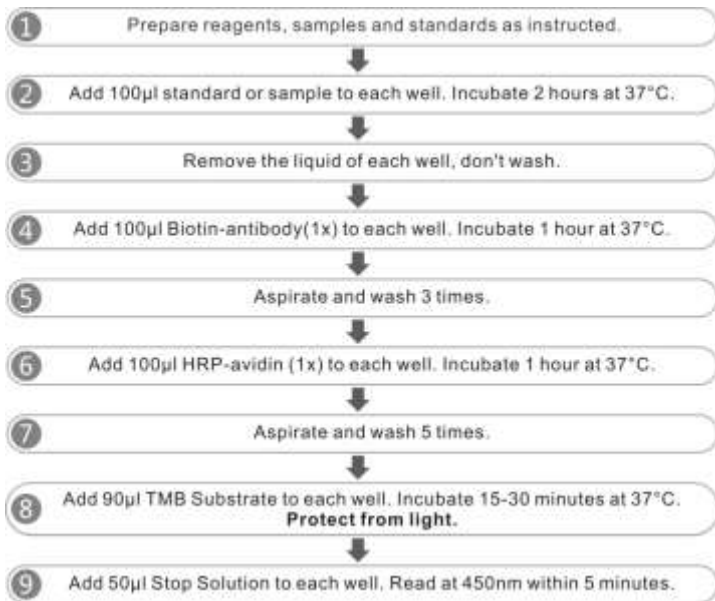 1 Prepare reagents, samples and standards as instructed.
2 Add 100µl standard or sample to each well. Incubate 2 hours at 37°C.
3 Remove the liquid of each well, don't wash.
4 Add 100µl Biotin-antibody(1x) to each well. Incubate 1 hour at 37°C.
5 Aspirate and wash 3 times.
6 Add 100µl HRP-avidin (1x) to each well. Incubate 1 hour at 37°C.
7 Aspirate and wash 5 times.
8 Add 90µl TMB Substrate to each well. Incubate 15-30 minutes at 37°C.
Protect from light.
9 Add 50µl Stop Solution to each well. Read at 450nm within 5 minutes.